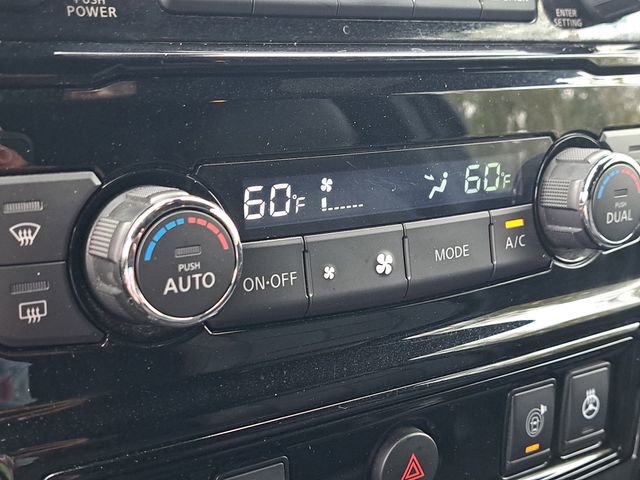 PUSH
POWER
ENTER
SETTING
60°F
60°F
PUSH
AUTO
ON·OFF
MODE
A/C
PUSH
DUAL